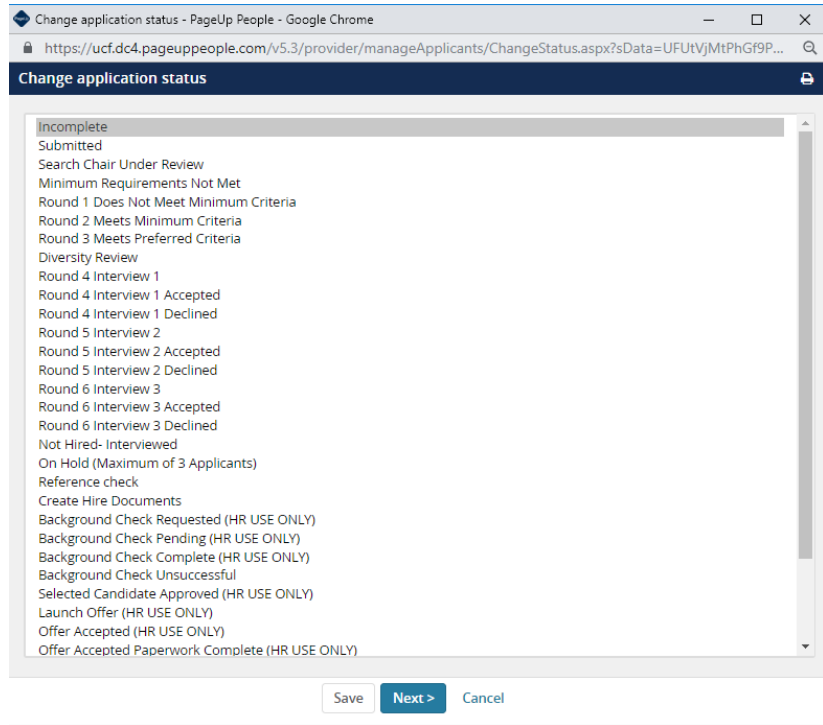 Change application status - PageUp People - Google Chrome
https://ucf.dc4.pageuppeople.com/v5.3/provider/manageApplicants/ChangeStatus.aspx?sData=UFUtVjMtPhGf9P...
Change application status
Incomplete
Submitted
Search Chair Under Review
Minimum Requirements Not Met
Round 1 Does Not Meet Minimum Criteria
Round 2 Meets Minimum Criteria
Round 3 Meets Preferred Criteria
Diversity Review
Round 4 Interview 1
Round 4 Interview 1 Accepted
Round 4 Interview 1 Declined
Round 5 Interview 2
Round 5 Interview 2 Accepted
Round 5 Interview 2 Declined
Round 6 Interview 3
Round 6 Interview 3 Accepted
Round 6 Interview 3 Declined
Not Hired- Interviewed
On Hold (Maximum of 3 Applicants)
Reference check
Create Hire Documents
Background Check Requested (HR USE ONLY)
Background Check Pending (HR USE ONLY)
Background Check Complete (HR USE ONLY)
Background Check Unsuccessful
Selected Candidate Approved (HR USE ONLY)
Launch Offer (HR USE ONLY)
Offer Accepted (HR USE ONLY)
Offer Accepted Paperwork Complete (HR USE ONLY)
Save Next > Cancel